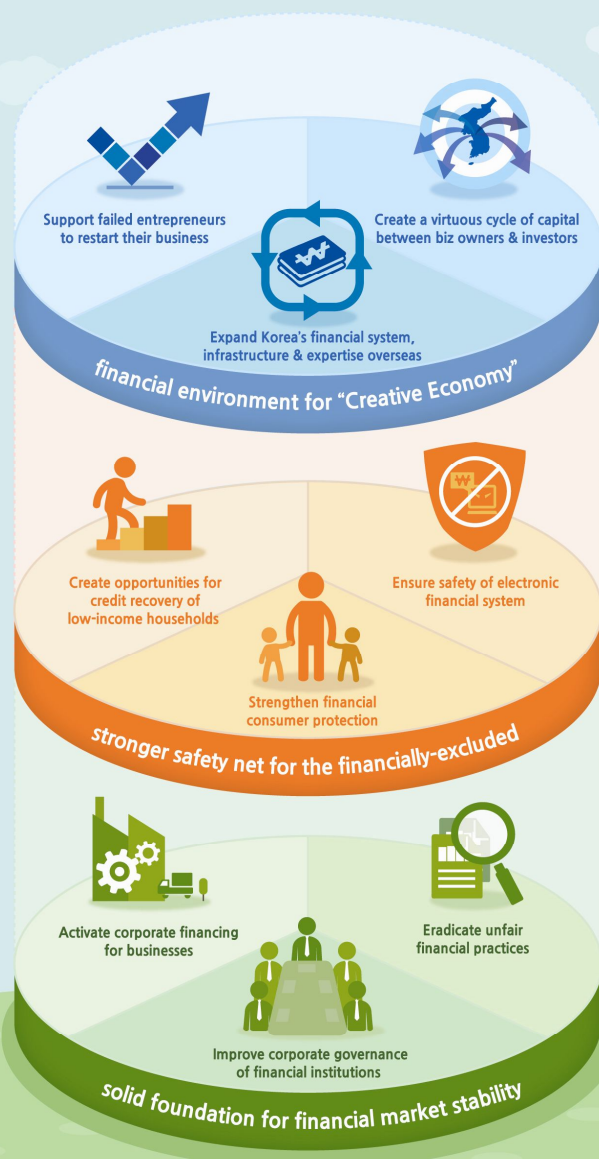 Support failed entrepreneurs
to restart their business
Create a virtuous cycle of capital
between biz owners & investors
Expand Korea's financial system,
infrastructure & expertise overseas
financial environment for “Creative Economy”
Create opportunities for
credit recovery of
low-income households
Ensure safety of electronic
financial system
Strengthen financial
consumer protection
stronger safety net for the financially-excluded
Activate corporate financing
for businesses
Eradicate unfair
financial practices
Improve corporate governance
of financial institutions
solid foundation for financial market stability